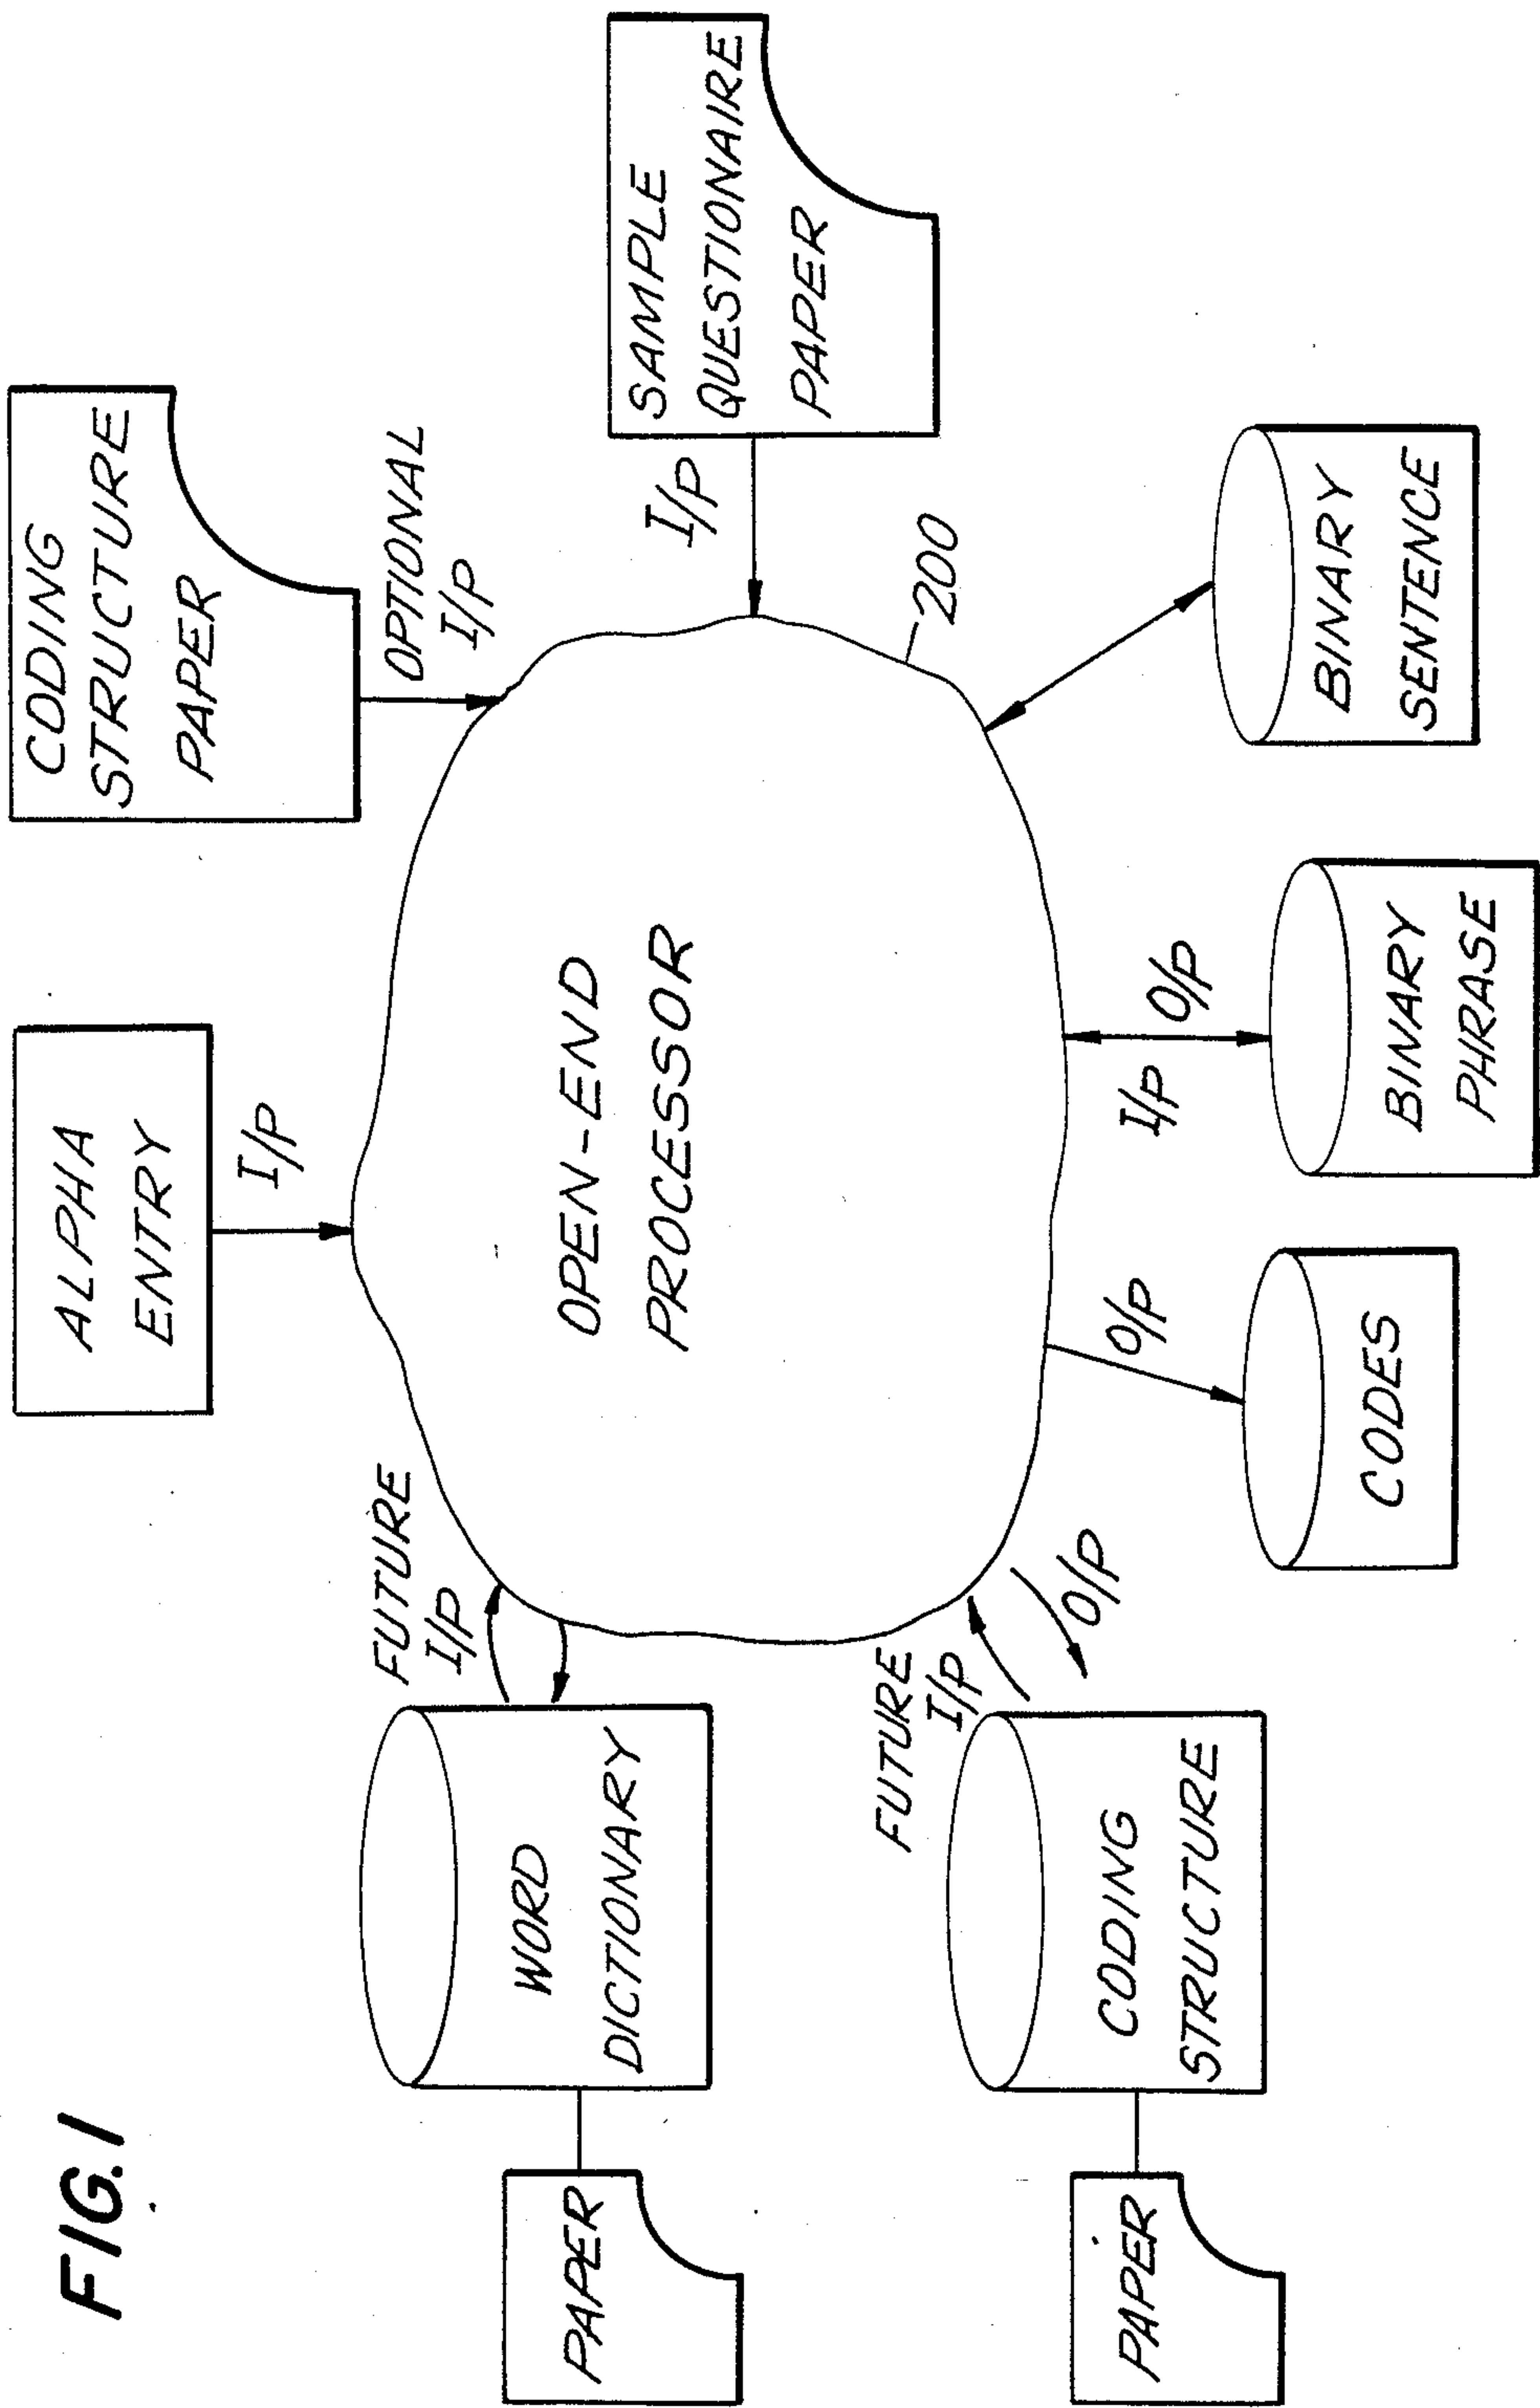 FIG.1
ALPHA
ENTRY
I/P
CODING
STRUCTURE
PAPER
OPTIONAL
I/P
SAMPLE
QUESTIONAIRE
PAPER
I/P
200
FUTURE
I/P
WORD
DICTIONARY
PAPER
OPEN-END
PROCESSOR
FUTURE
I/P
O/P
CODING
STRUCTURE
PAPER
O/P
CODES
I/P
O/P
BINARY
PHRASE
BINARY
SENTENCE